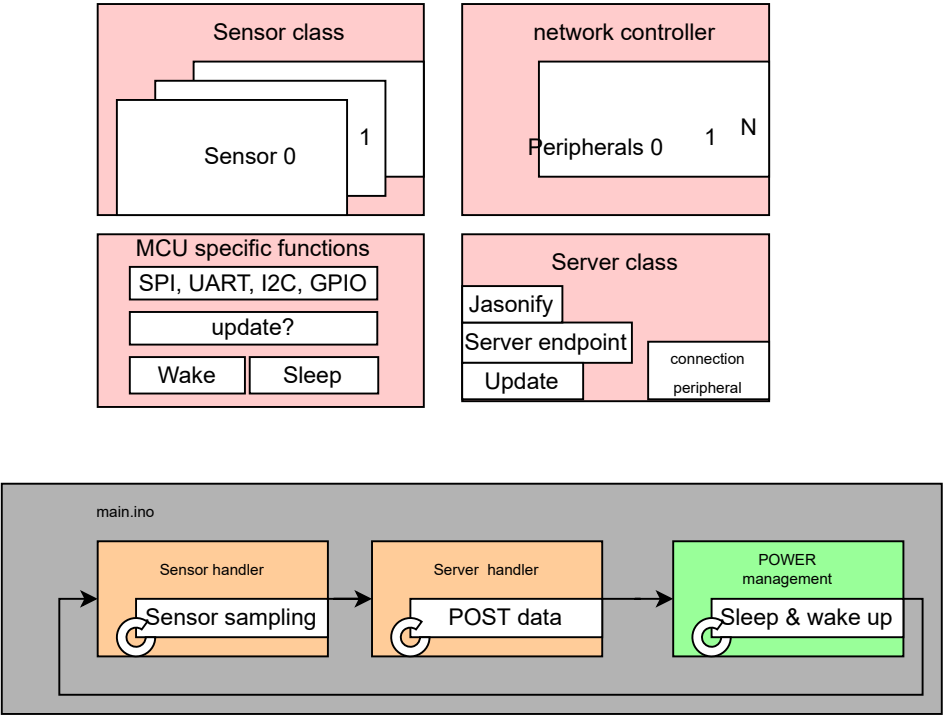 Sensor class
1
Sensor 0
network controller
N
1
Peripherals 0
MCU specific functions
SPI, UART, I2C, GPIO
update?
Wake
Sleep
Server class
Jasonify
Server endpoint
Update
connection
peripheral
main.ino
Sensor handler
Sensor sampling
Server handler
POST data
POWER
management
Sleep & wake up